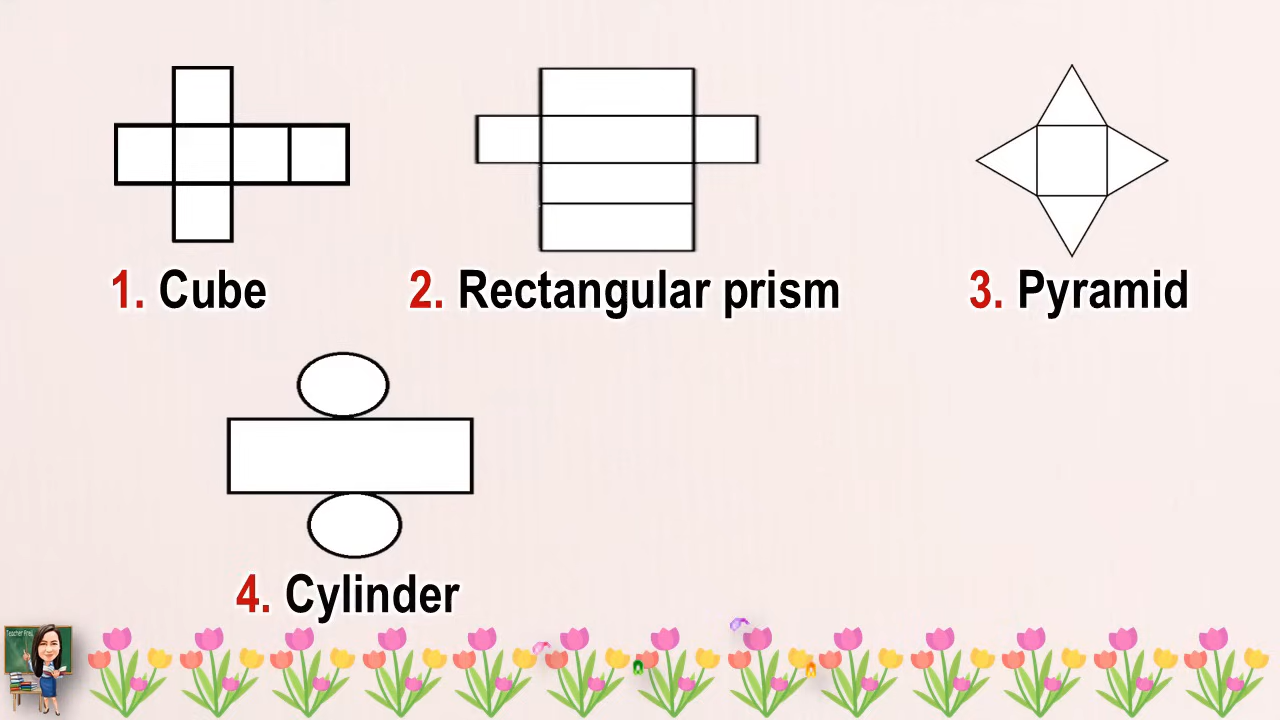 1. Cube
2. Rectangular prism
3. Pyramid
4. Cylinder